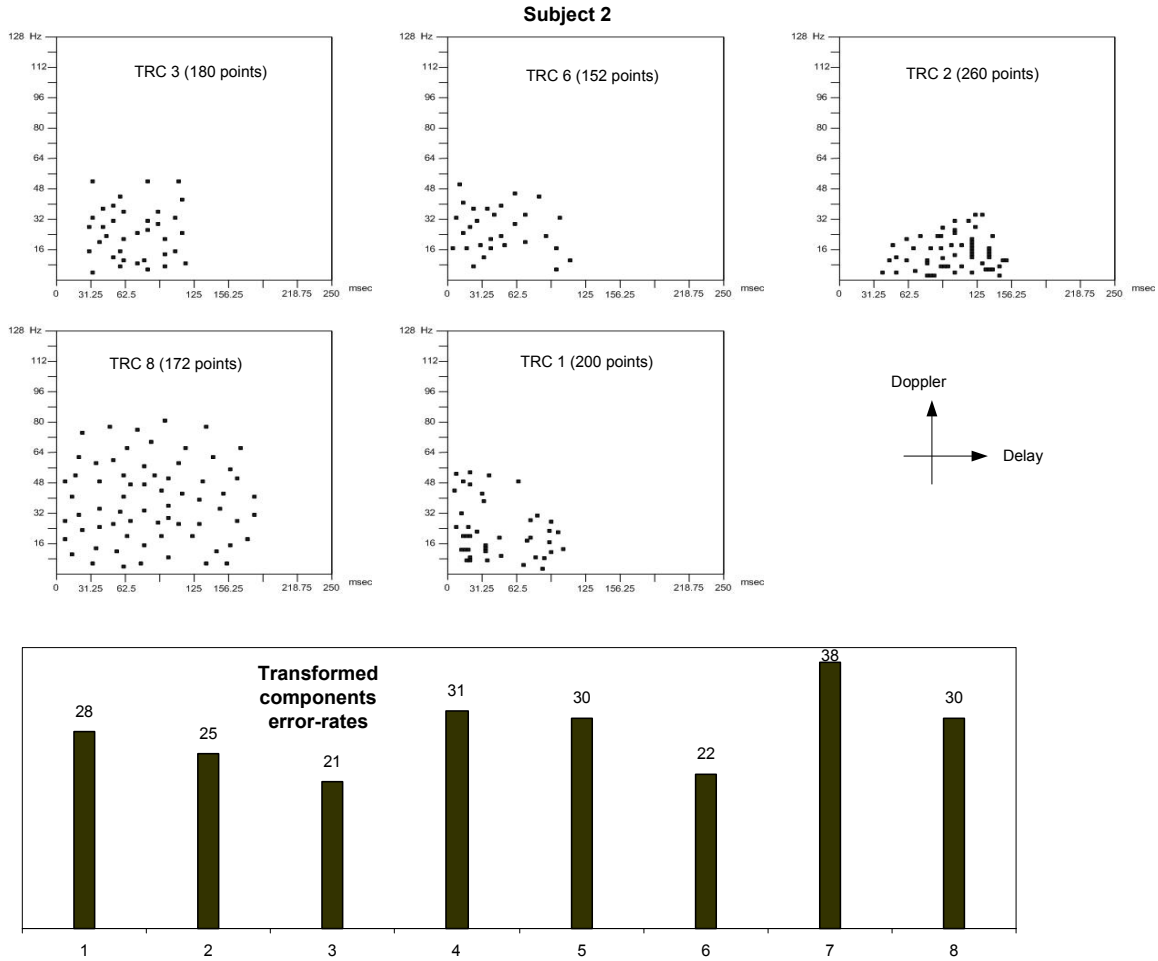 Subject 2
128 Hz
112
96
80
64
48
32
16
0 31.25 62.5 125 156.25 218.75 250 msec
TRC 3 (180 points)
128 Hz
112
96
80
64
48
32
16
0 31.25 62.5 125 156.25 218.75 250 msec
TRC 6 (152 points)
128 Hz
112
96
80
64
48
32
16
0 31.25 62.5 125 156.25 218.75 250 msec
TRC 2 (260 points)
128 Hz
112
96
80
64
48
32
16
0 31.25 62.5 125 156.25 218.75 250 msec
TRC 8 (172 points)
128 Hz
112
96
80
64
48
32
16
0 31.25 62.5 125 156.25 218.75 250 msec
TRC 1 (200 points)
Doppler
Delay
Transformed
components
error-rates
28 25 21 31 30 22 38 30
1 2 3 4 5 6 7 8